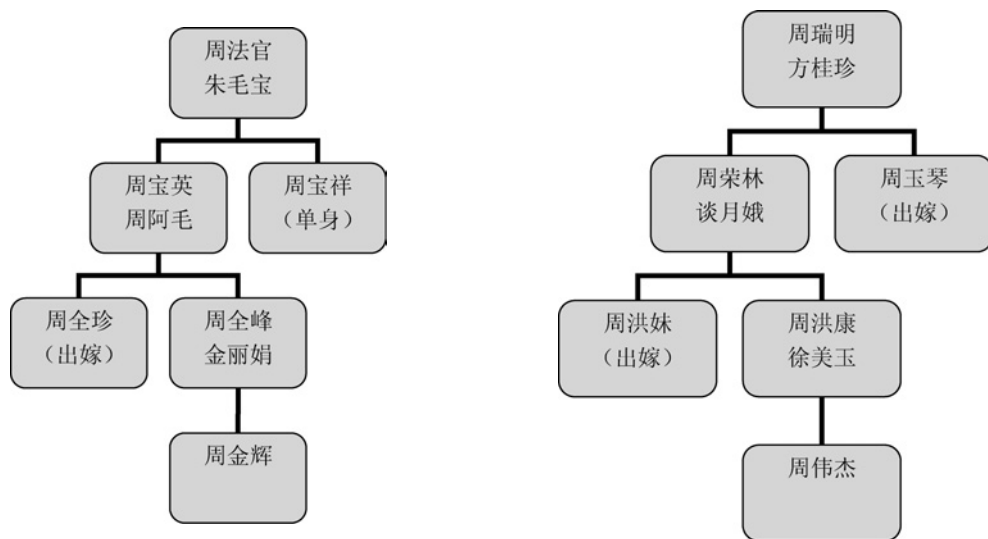 周法官
朱毛宝
周宝英
周阿毛
周宝祥
（单身）
周全珍
（出嫁）
周全峰
金丽娟
周金辉
周瑞明
方桂珍
周荣林
谈月娥
周玉琴
（出嫁）
周洪妹
（出嫁）
周洪康
徐美玉
周伟杰